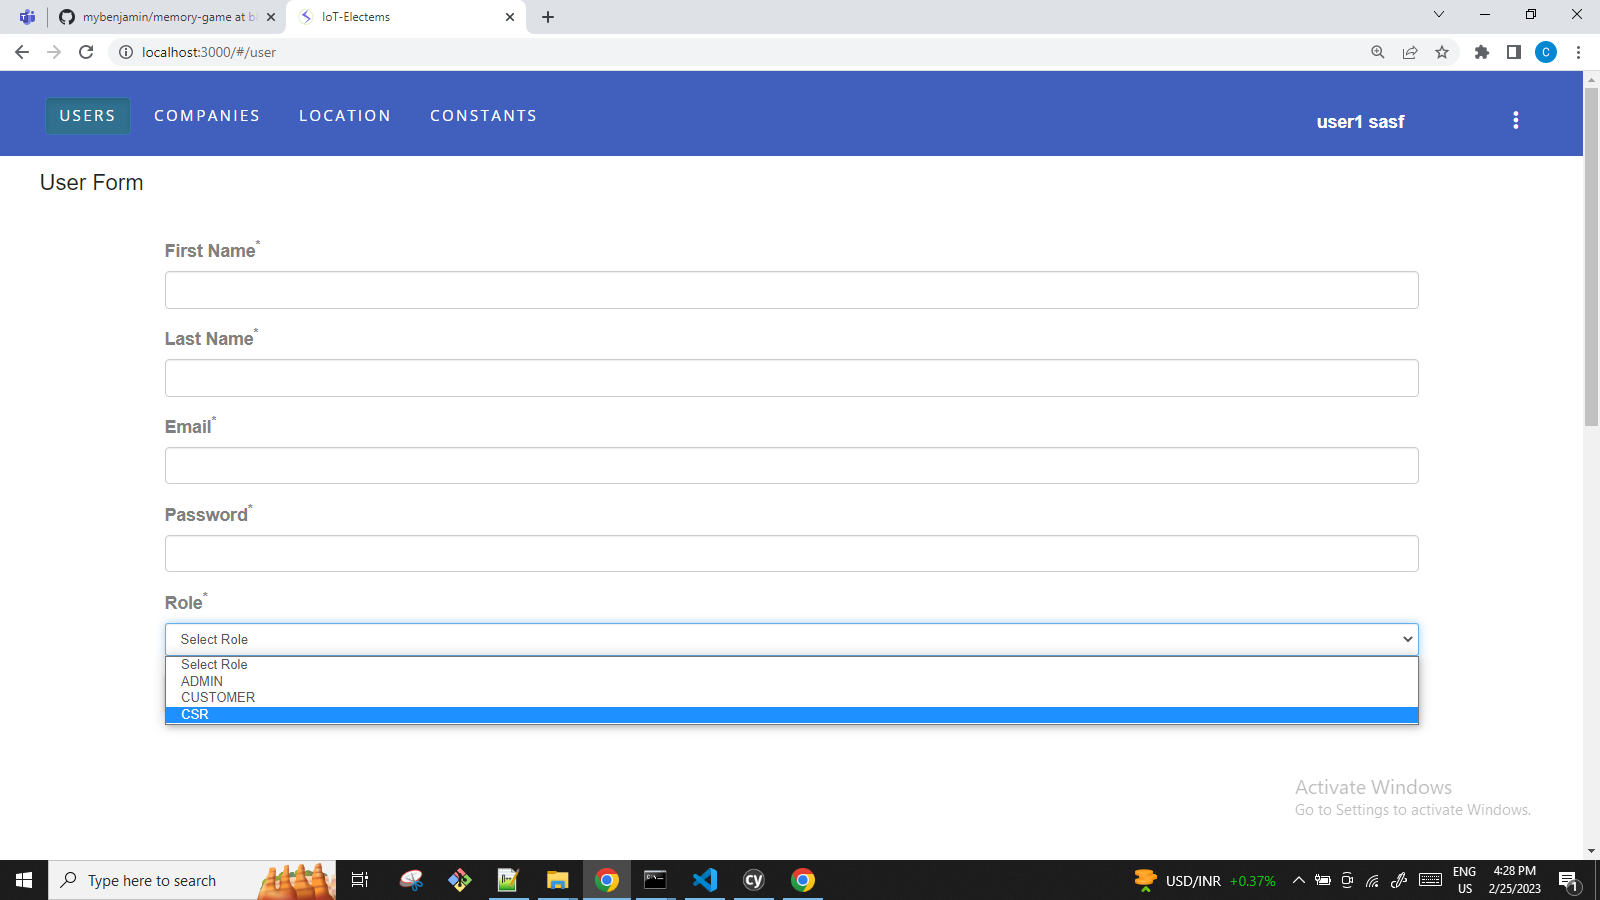 mybenjamin/memory-game at b
IoT-Electems
localhost:3000/#/user
C
USERS
COMPANIES
LOCATION
CONSTANTS
user1 sasf
User Form
First Name*
Last Name*
Email*
Password*
Role*
Select Role
Select Role
ADMIN
CUSTOMER
CSR
Activate Windows
Go to Settings to activate Windows.
Type here to search
cy
USD/INR +0.37%
ENG
US
4:28 PM
2/25/2023
1